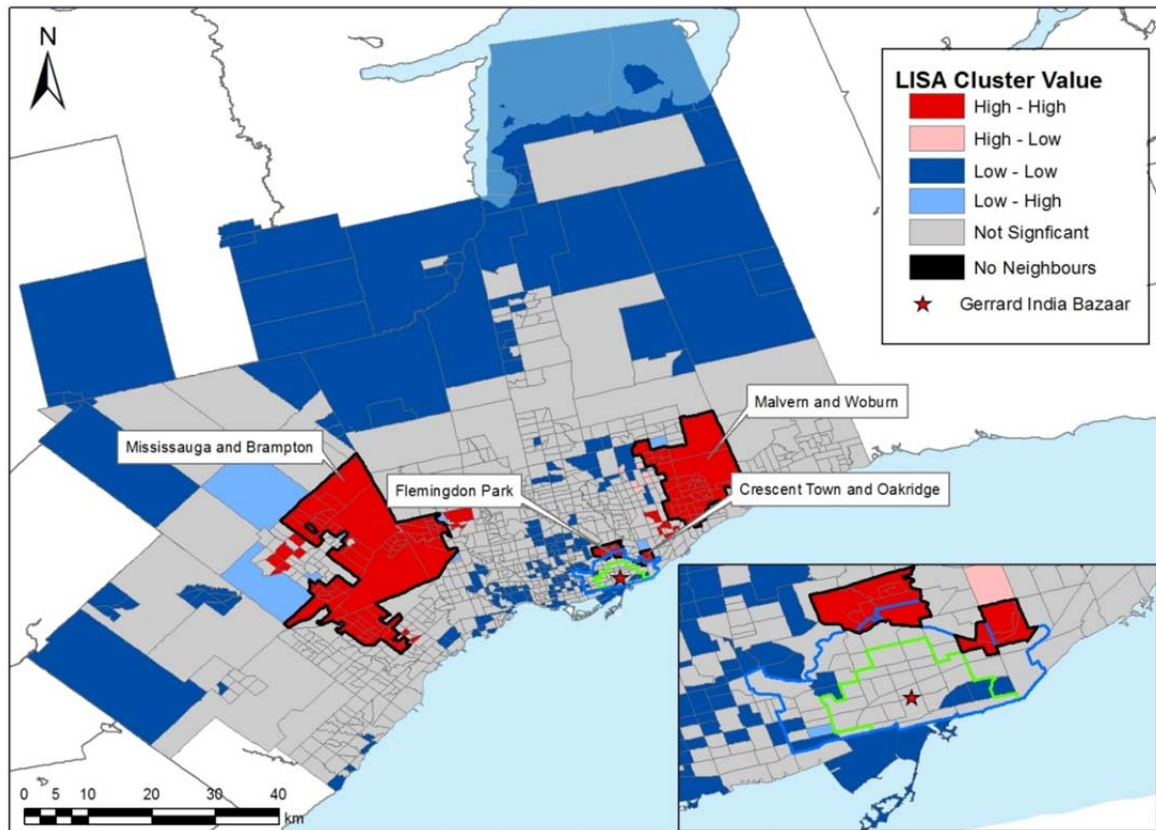 N
LISA Cluster Value
High - High
High - Low
Low - Low
Low - High
Not Signficant
No Neighbours
Gerrard India Bazaar
Malvern and Woburn
Mississauga and Brampton
Flemingdon Park
Crescent Town and Oakridge
0 5 10 20 30 40
km